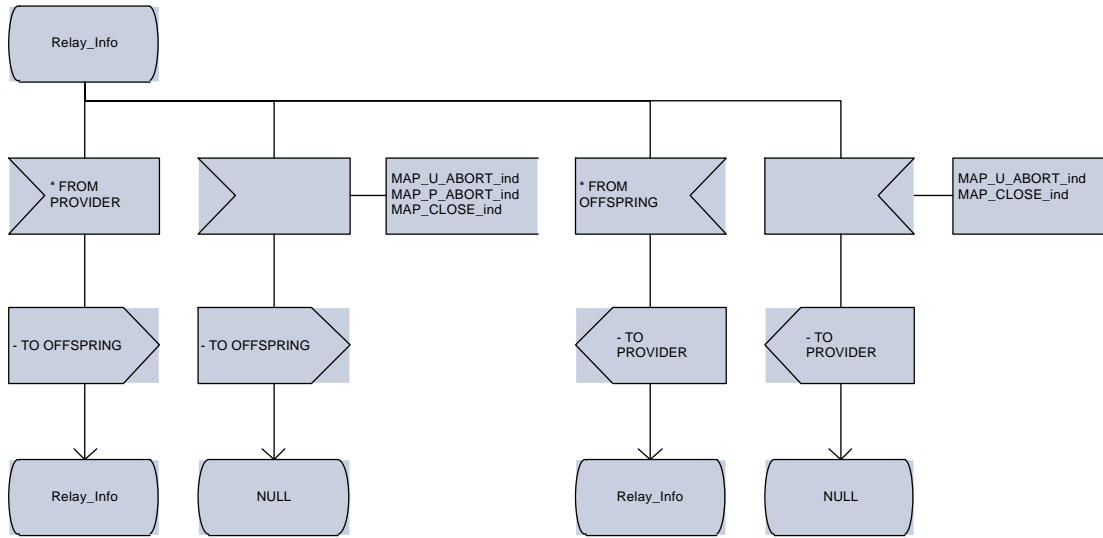 Relay_Info
* FROM
PROVIDER
MAP_U_ABORT_ind
MAP_P_ABORT_ind
MAP_CLOSE_ind
* FROM
OFFSPRING
MAP_U_ABORT_ind
MAP_CLOSE_ind
- TO OFFSPRING
- TO OFFSPRING
- TO
PROVIDER
- TO
PROVIDER
Relay_Info
NULL
Relay_Info
NULL